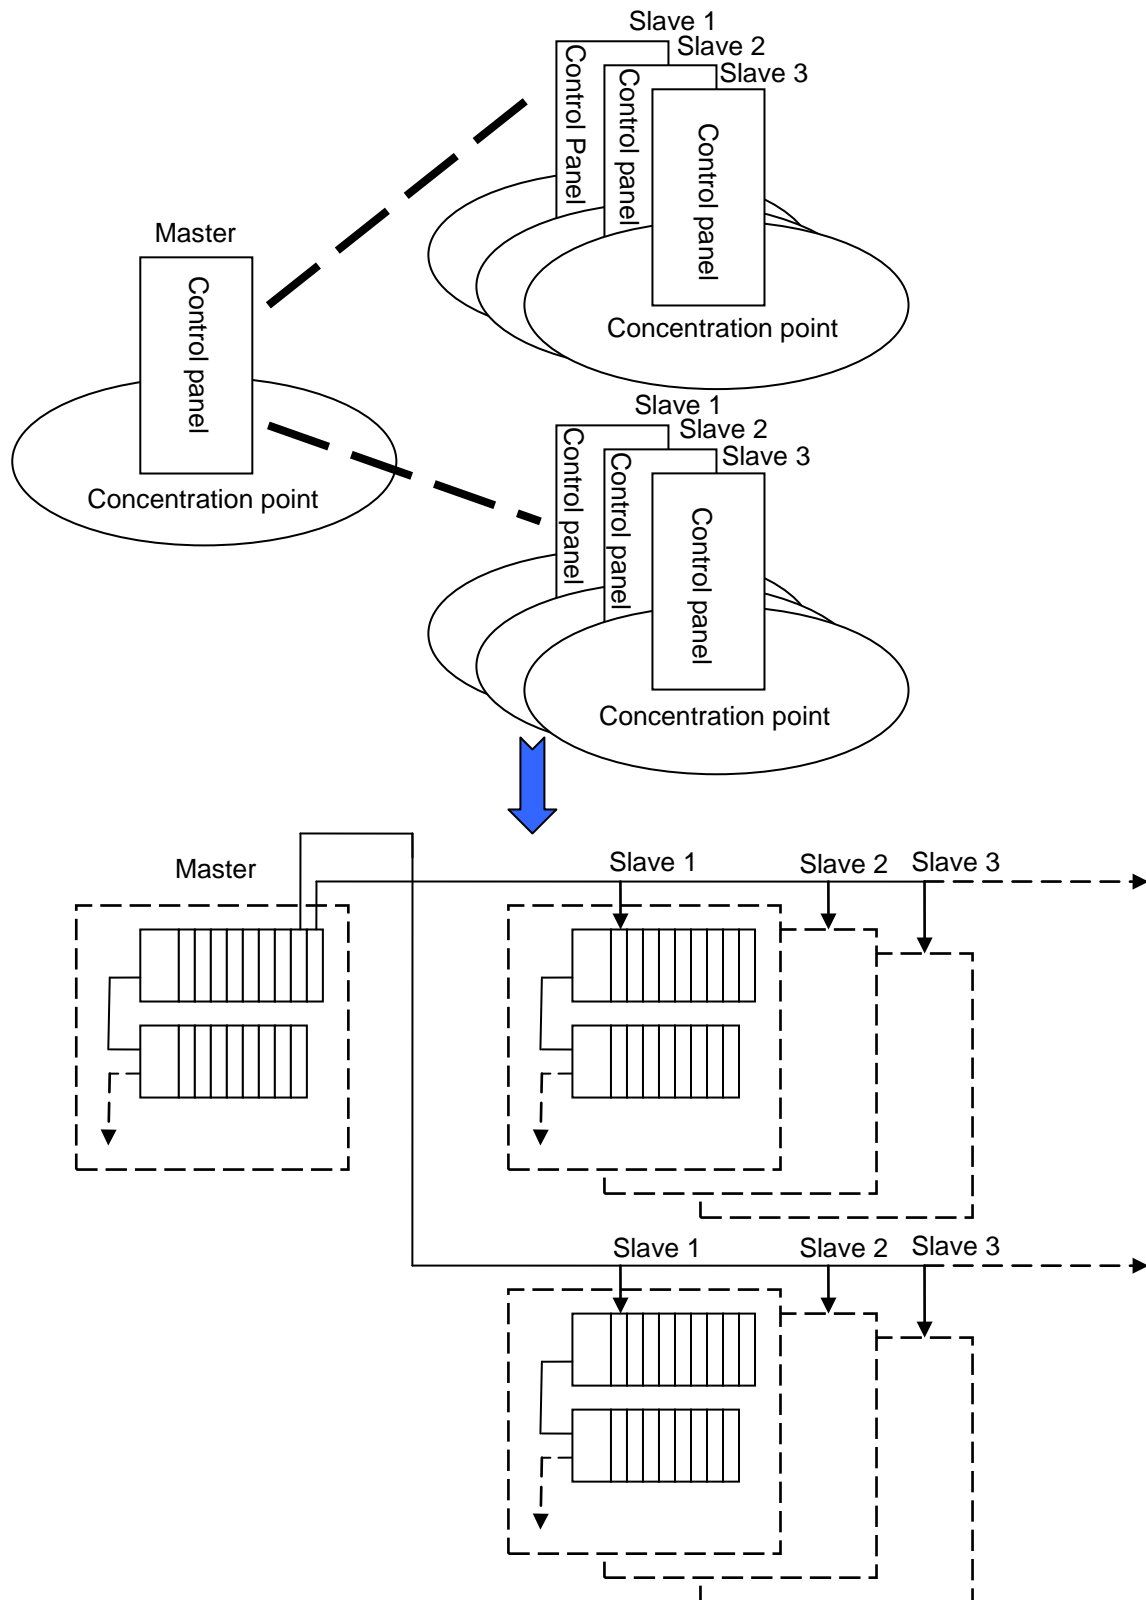 Slave 1
Slave 2
Slave 3
Control Panel
Control panel
Control panel
Concentration point
Master
Control panel
Concentration point
Slave 1
Slave 2
Slave 3
Control panel
Control panel
Control panel
Concentration point
Master
Slave 1
Slave 2
Slave 3
Slave 1
Slave 2
Slave 3